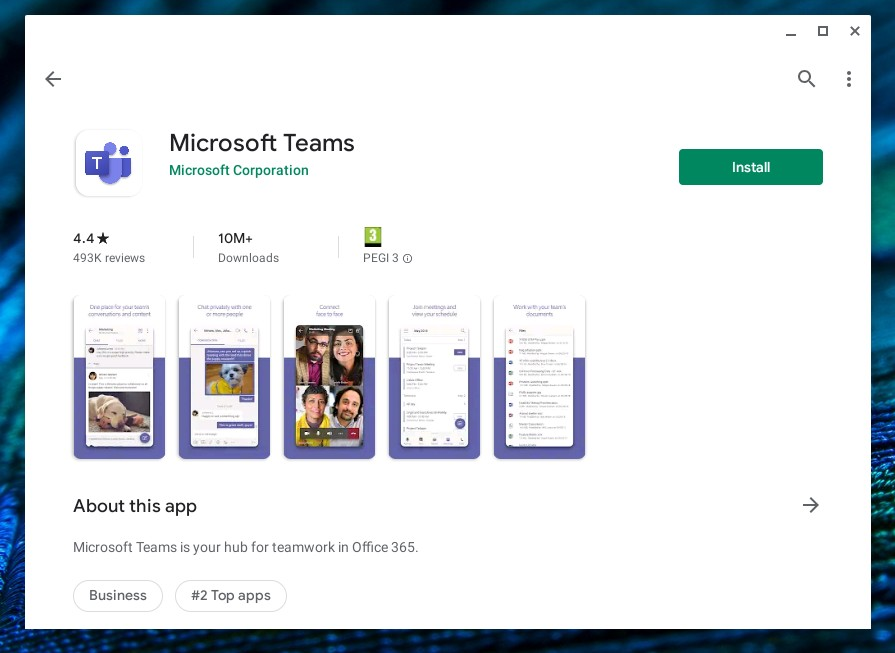 Microsoft Teams
T
Microsoft Corporation
Install
4.4★
10M+
3
493K reviews
Downloads
PEGI 3
One place for your team's
conversations and content
Chat privately with one
or more people
Connect
face to face
Join meetings and
view your schedule
Work with your team's
documents
About this app
Microsoft Teams is your hub for teamwork in Office 365.
Business
#2 Top apps